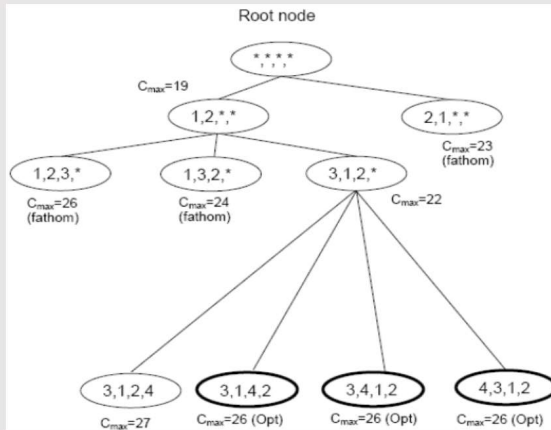 Root node
*,*,*,*
Cmax=19
1,2,*,*
2,1,*,*
Cmax=23
(fathom)
1,2,3,*
1,3,2,*
3,1,2,*
Cmax=26
(fathom)
Cmax=24
(fathom)
Cmax=22
3,1,2,4
3,1,4,2
3,4,1,2
4,3,1,2
Cmax=27
Cmax=26 (Opt)
Cmax=26 (Opt)
Cmax=26 (Opt)